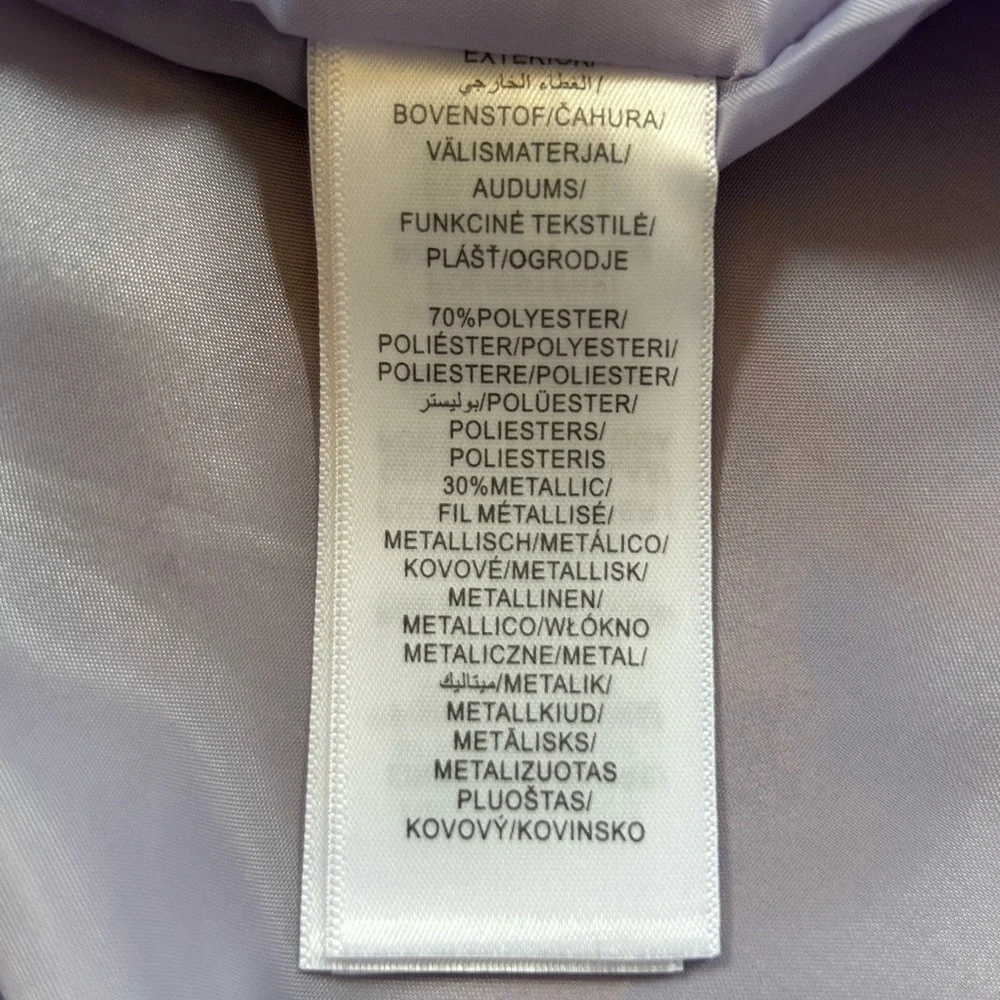 EXTERIOR/
الغطاء الخارجي/
BOVENSTOF/ČAHURA/
VÄLISMATERJAL/
AUDUMS/
FUNKCINĖ TEKSTILĖ/
PLÁŠŤ/OGRODJE
70%POLYESTER/
POLIÉSTER/POLYESTERI/
POLIESTERE/POLIESTER/
بوليستر/POLÜESTER/
POLIESTERS/
POLIESTERIS
30%METALLIC/
FIL MÉTALLISÉ/
METALLISCH/METÁLICO/
KOVOVÉ/METALLISK/
METALLINEN/
METALLICO/WŁÓKNO
METALICZNE/METAL/
ميتاليك/METALIK/
METALLKIUD/
METĀLISKS/
METALIZUOTAS
PLUOŠTAS/
KOVOVÝ/KOVINSKO